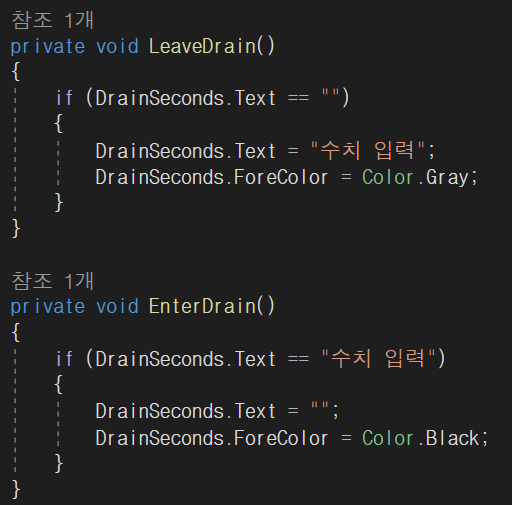 참조 1개
private void LeaveDrain()
{
    if (DrainSeconds.Text == "")
    {
        DrainSeconds.Text = "수치 입력";
        DrainSeconds.ForeColor = Color.Gray;
    }
}
참조 1개
private void EnterDrain()
{
    if (DrainSeconds.Text == "수치 입력")
    {
        DrainSeconds.Text = "";
        DrainSeconds.ForeColor = Color.Black;
    }
}